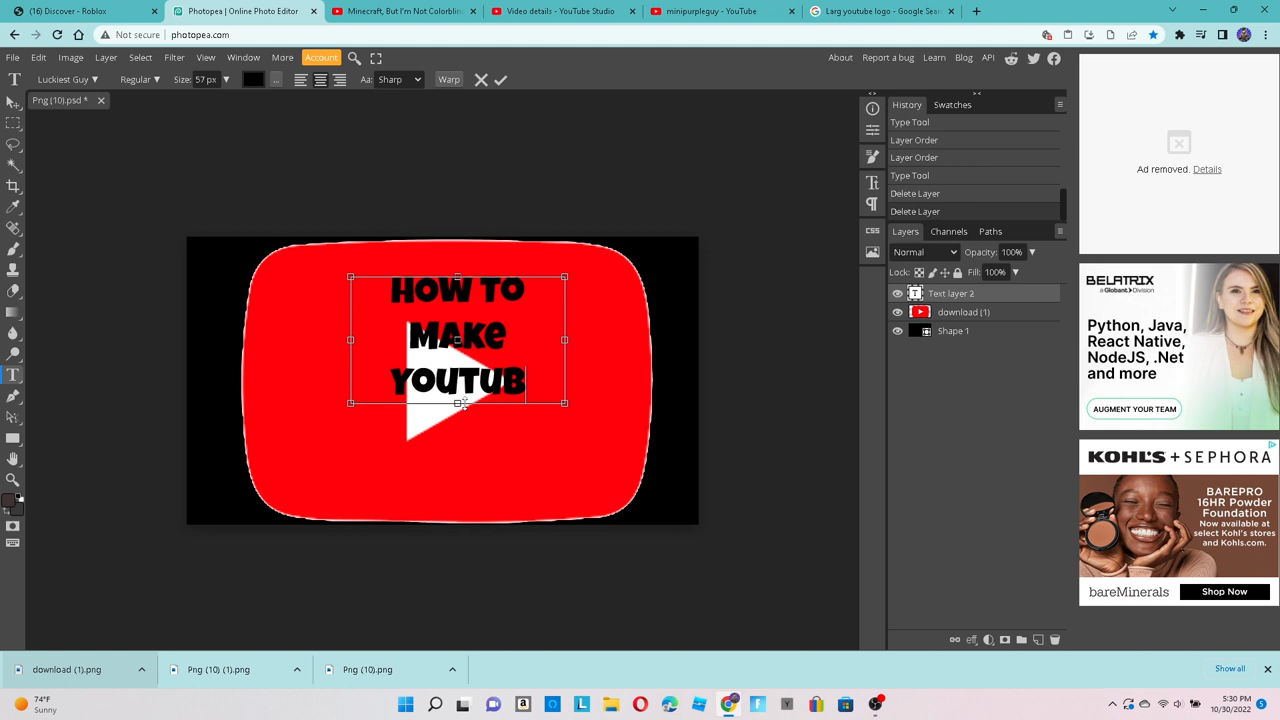 (10) Discover - Roblox
Photopea | Online Photo Editor
Minecraft, But I'm Not Colorblin
Video details - YouTube Studio
minipurpleguy - YouTube
Larg youtube logo - Google Sear
Not secure | photopea.com
File Edit Image Layer Select Filter View Window More Account
About Report a bug Learn Blog API
Luckiest Guy Regular Size: 57 px ... Aa: Sharp Warp
Png (10).psd *
HOW TO
MAKE
YOUTUB
History Swatches
Type Tool
Layer Order
Layer Order
Type Tool
Delete Layer
Delete Layer
Layers Channels Paths
Normal Opacity: 100%
Lock: Fill: 100%
Text layer 2
download (1)
Shape 1
CSS
eff
Ad removed. Details
BELATRIX
a Globant Division
Python, Java,
React Native,
NodeJS, .Net
and more
AUGMENT YOUR TEAM
KOHL'S + SEPHORA
BAREPRO
16HR Powder
Foundation
Now available at
select Kohl's stores
and Kohls.com.
bareMinerals Shop Now
download (1).png
Png (10) (1).png
Png (10).png
Show all
74°F
Sunny
5:30 PM
10/30/2022
5